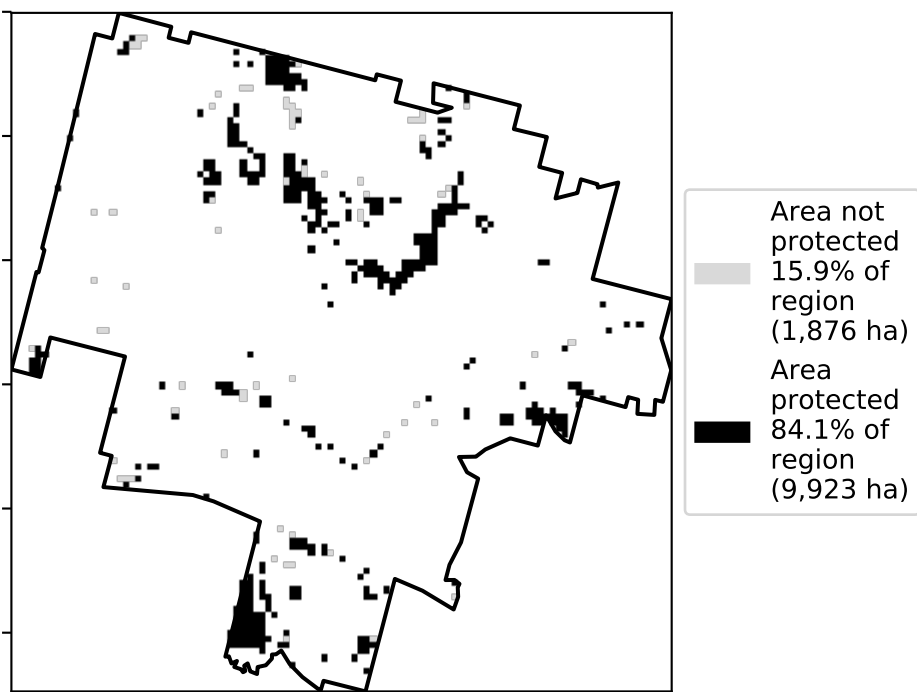 Area not
protected
15.9% of
region
(1,876 ha)
Area
protected
84.1% of
region
(9,923 ha)